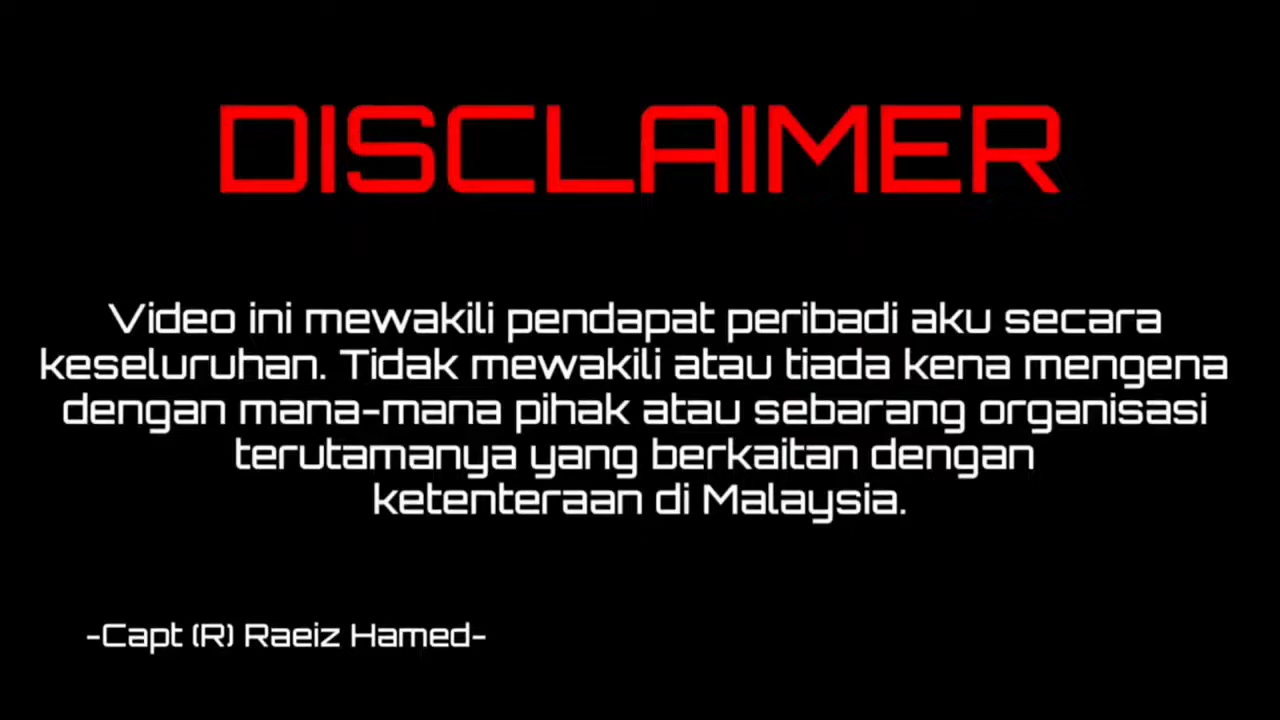 DISCLAIMER
Video ini mewakili pendapat peribadi aku secara
keseluruhan. Tidak mewakili atau tiada kena mengena
dengan mana-mana pihak atau sebarang organisasi
terutamanya yang berkaitan dengan
ketenteraan di Malaysia.
-Capt (R) Raeiz Hamed-